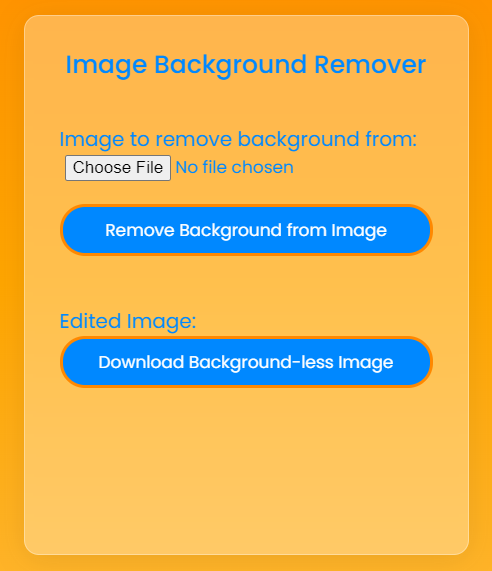 Image Background Remover
Image to remove background from:
Choose File No file chosen
Remove Background from Image
Edited Image:
Download Background-less Image